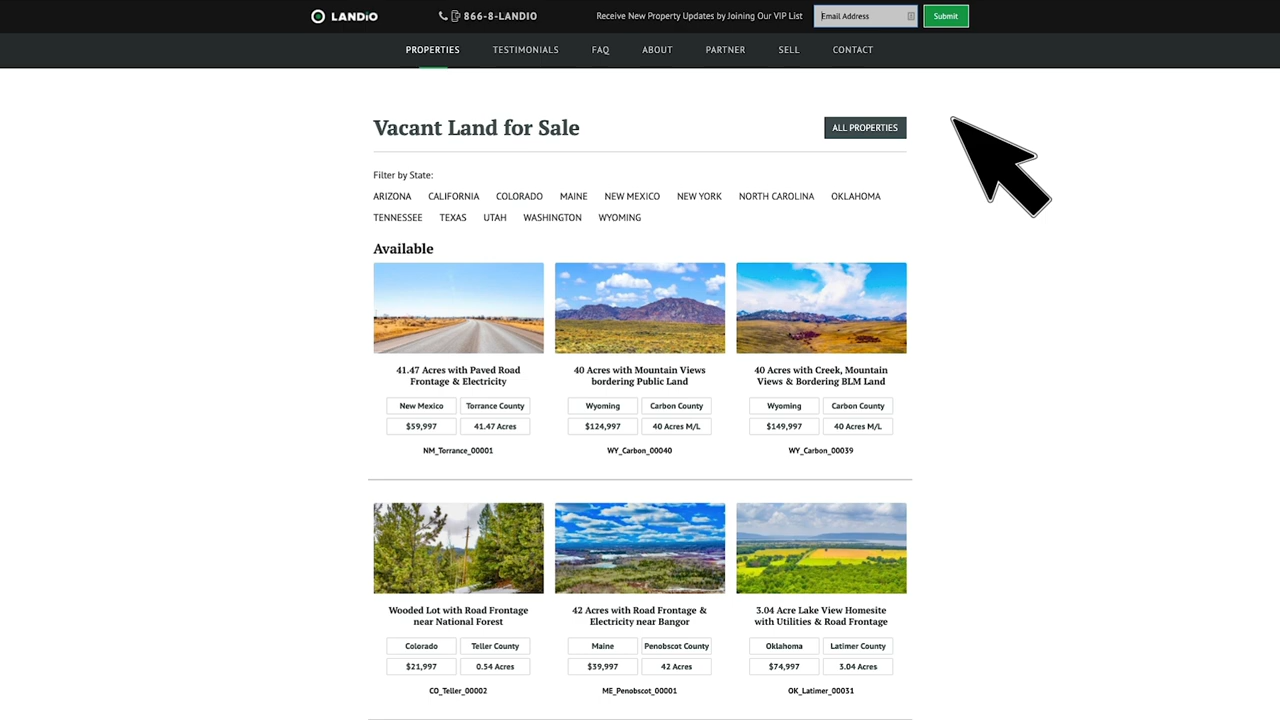 LANDiO
866-8-LANDIO
Receive New Property Updates by Joining Our VIP List
Email Address
Submit
PROPERTIES TESTIMONIALS FAQ ABOUT PARTNER SELL CONTACT
Vacant Land for Sale
ALL PROPERTIES
Filter by State:
ARIZONA CALIFORNIA COLORADO MAINE NEW MEXICO NEW YORK NORTH CAROLINA OKLAHOMA
TENNESSEE TEXAS UTAH WASHINGTON WYOMING
Available
41.47 Acres with Paved Road
Frontage & Electricity
New Mexico Torrance County
$59,997 41.47 Acres
NM_Torrance_00001
40 Acres with Mountain Views
bordering Public Land
Wyoming Carbon County
$124,997 40 Acres M/L
WY_Carbon_00040
40 Acres with Creek, Mountain
Views & Bordering BLM Land
Wyoming Carbon County
$149,997 40 Acres M/L
WY_Carbon_00039
Wooded Lot with Road Frontage
near National Forest
Colorado Teller County
$21,997 0.54 Acres
CO_Teller_00002
42 Acres with Road Frontage &
Electricity near Bangor
Maine Penobscot County
$39,997 42 Acres
ME_Penobscot_00001
3.04 Acre Lake View Homesite
with Utilities & Road Frontage
Oklahoma Latimer County
$74,997 3.04 Acres
OK_Latimer_00031